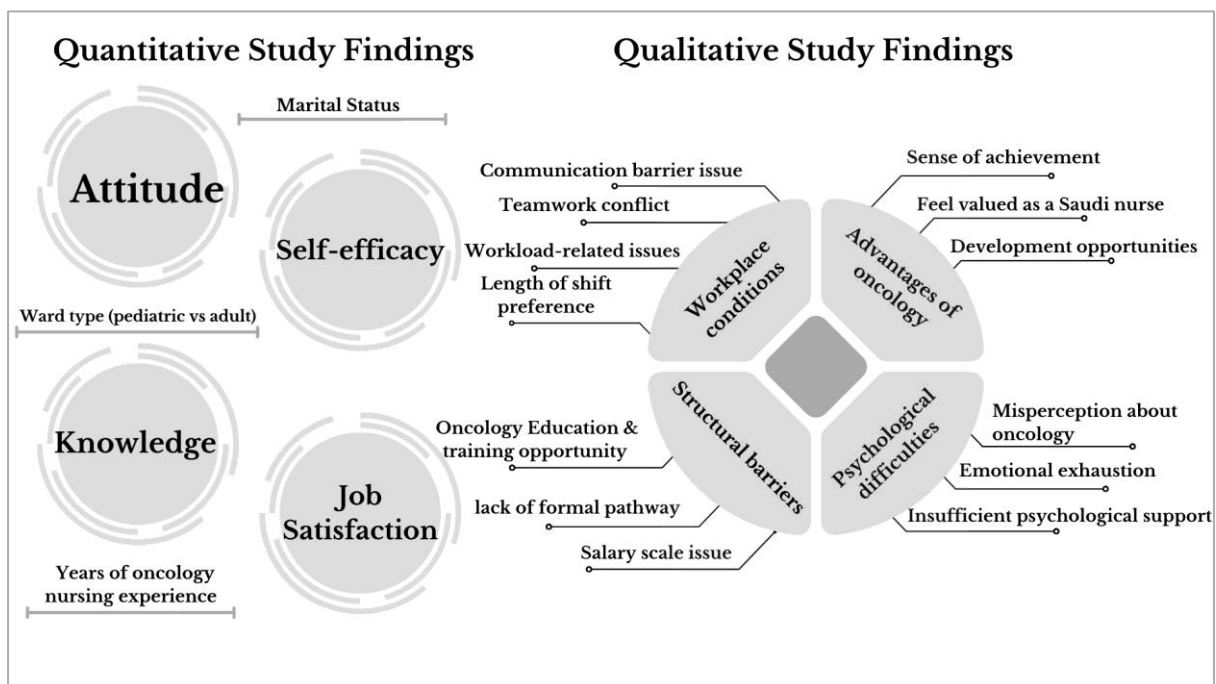 Quantitative Study Findings
Marital Status
Attitude
Self-efficacy
Ward type (pediatric vs adult)
Knowledge
Job
Satisfaction
Years of oncology
nursing experience
Qualitative Study Findings
Communication barrier issue
Teamwork conflict
Workload-related issues
Length of shift
preference
Workplace
conditions
Sense of achievement
Feel valued as a Saudi nurse
Development opportunities
Advantages of
oncology
Oncology Education &
training opportunity
lack of formal pathway
Salary scale issue
Structural barriers
Psychological
difficulties
Misperception about
oncology
Emotional exhaustion
Insufficient psychological support